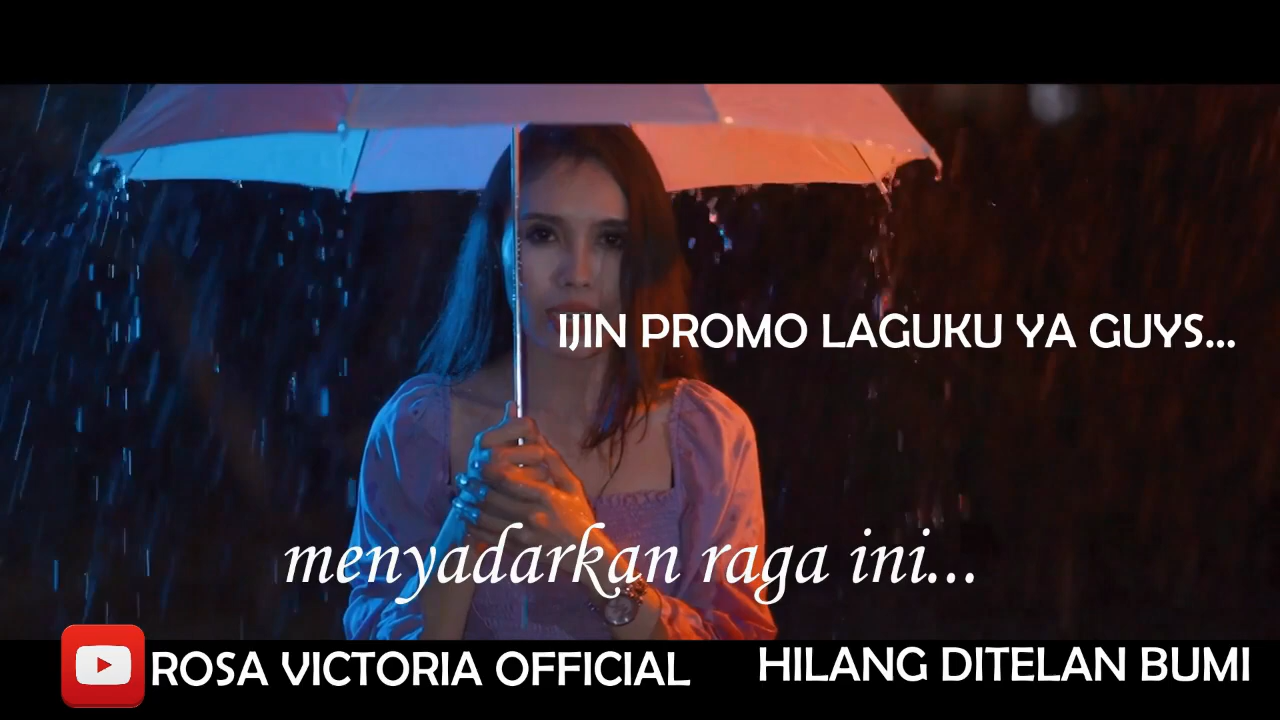 IJIN PROMO LAGUKU YA GUYS...
menyadarkan raga ini...
ROSA VICTORIA OFFICIAL
HILANG DITELAN BUMI